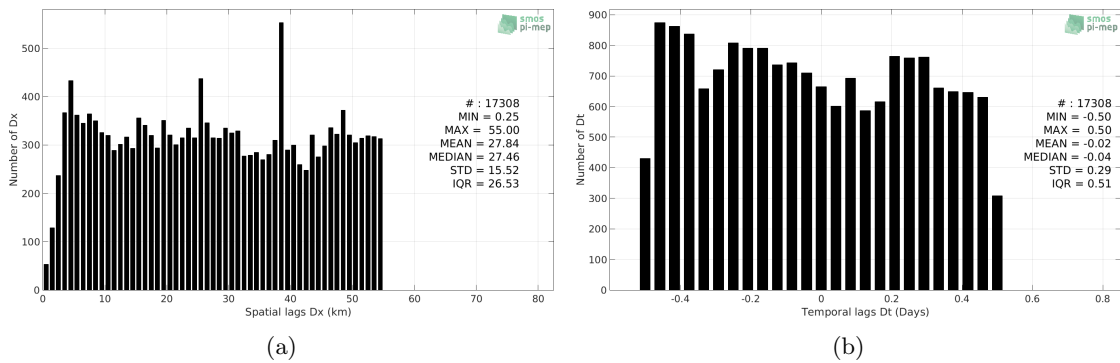 smos
pi-mep
500
400
300
200
100
0
Number of Dx
# : 17308
MIN = 0.25
MAX = 55.00
MEAN = 27.84
MEDIAN = 27.46
STD = 15.52
IQR = 26.53
0 10 20 30 40 50 60 70 80
Spatial lags Dx (km)
(a)
smos
pi-mep
900
800
700
600
500
400
300
200
100
0
Number of Dt
# : 17308
MIN = -0.50
MAX = 0.50
MEAN = -0.02
MEDIAN = -0.04
STD = 0.29
IQR = 0.51
-0.4 -0.2 0 0.2 0.4 0.6 0.8
Temporal lags Dt (Days)
(b)